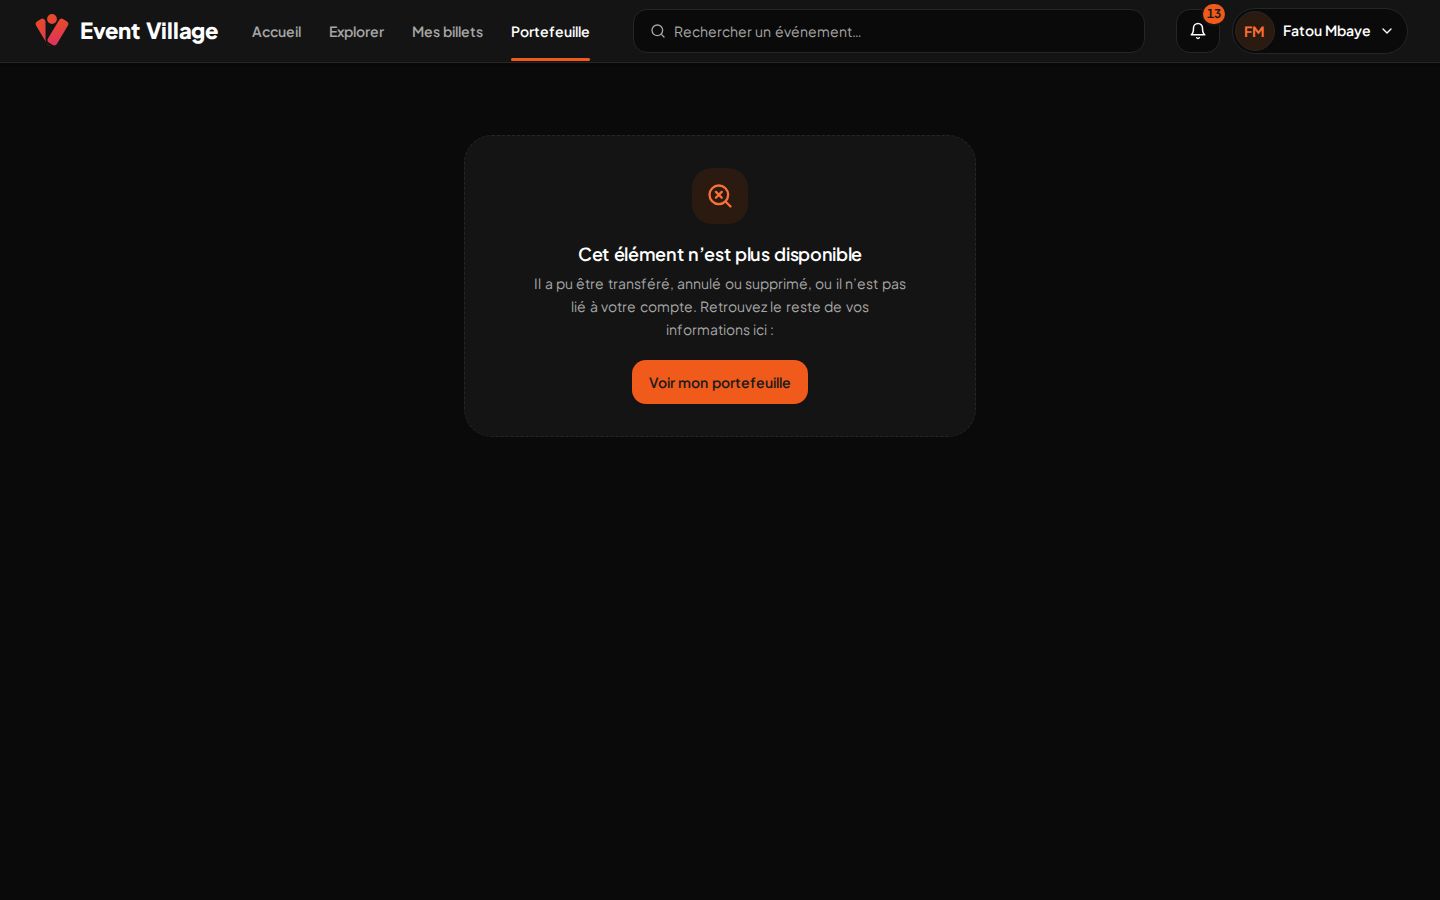 Event Village
Accueil
Explorer
Mes billets
Portefeuille
Rechercher un événement…
13
FM
Fatou Mbaye
Cet élément n’est plus disponible
Il a pu être transféré, annulé ou supprimé, ou il n’est pas
lié à votre compte. Retrouvez le reste de vos
informations ici :
Voir mon portefeuille